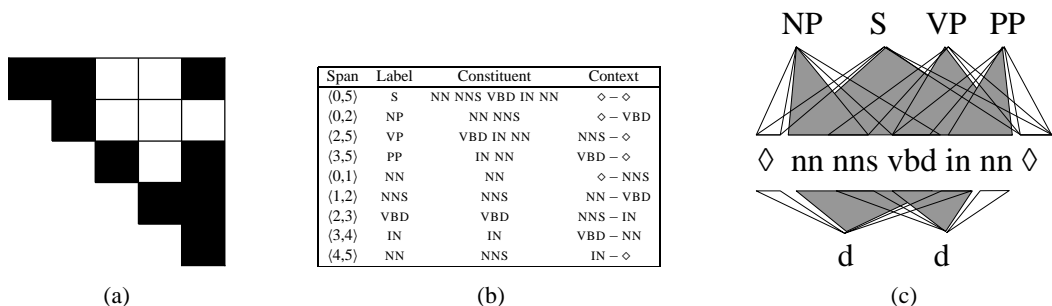 Span Label Constituent Context
⟨0,5⟩ S NN NNS VBD IN NN ⋄ – ⋄
⟨0,2⟩ NP NN NNS ⋄ – VBD
⟨2,5⟩ VP VBD IN NN NNS – ⋄
⟨3,5⟩ PP IN NN VBD – ⋄
⟨0,1⟩ NN NN ⋄ – NNS
⟨1,2⟩ NNS NNS NN – VBD
⟨2,3⟩ VBD VBD NNS – IN
⟨3,4⟩ IN IN VBD – NN
⟨4,5⟩ NN NNS IN – ⋄
NP S VP PP
◊ nn nns vbd in nn ◊
d d
(a) (b) (c)